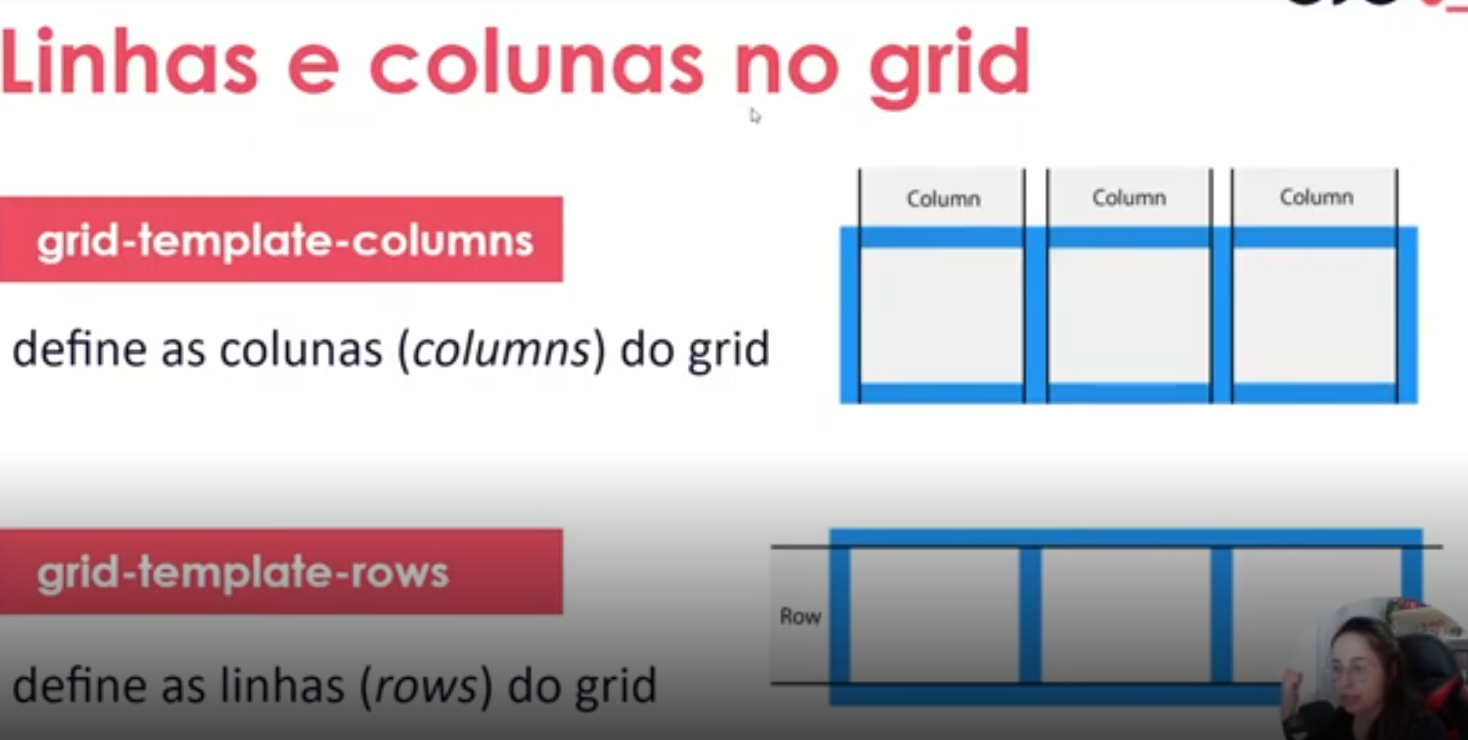 Linhas e colunas no grid
Column Column Column
grid-template-columns
define as colunas (columns) do grid
grid-template-rows
Row
define as linhas (rows) do grid